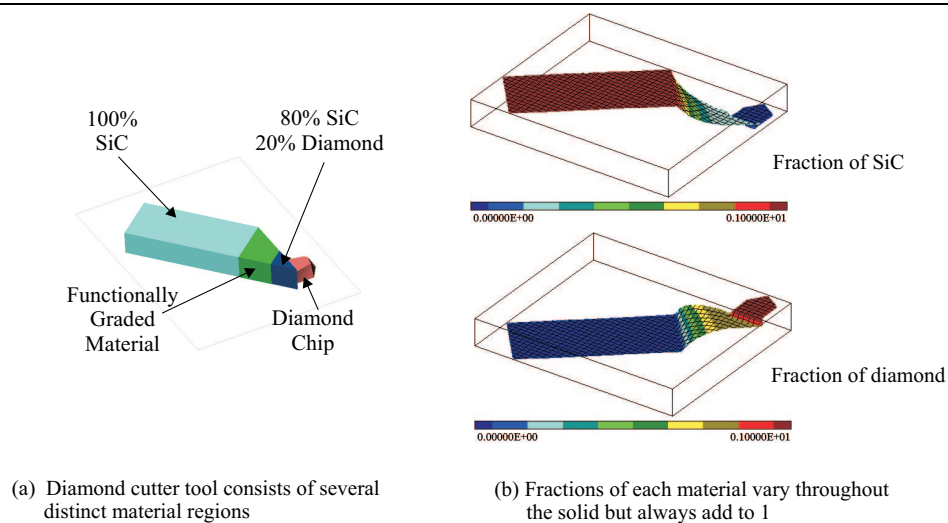 100%
SiC
80% SiC
20% Diamond
Functionally
Graded
Material
Diamond
Chip
Fraction of SiC
0.00000E+00 0.10000E+01
Fraction of diamond
0.00000E+00 0.10000E+01
(a) Diamond cutter tool consists of several
distinct material regions
(b) Fractions of each material vary throughout
the solid but always add to 1